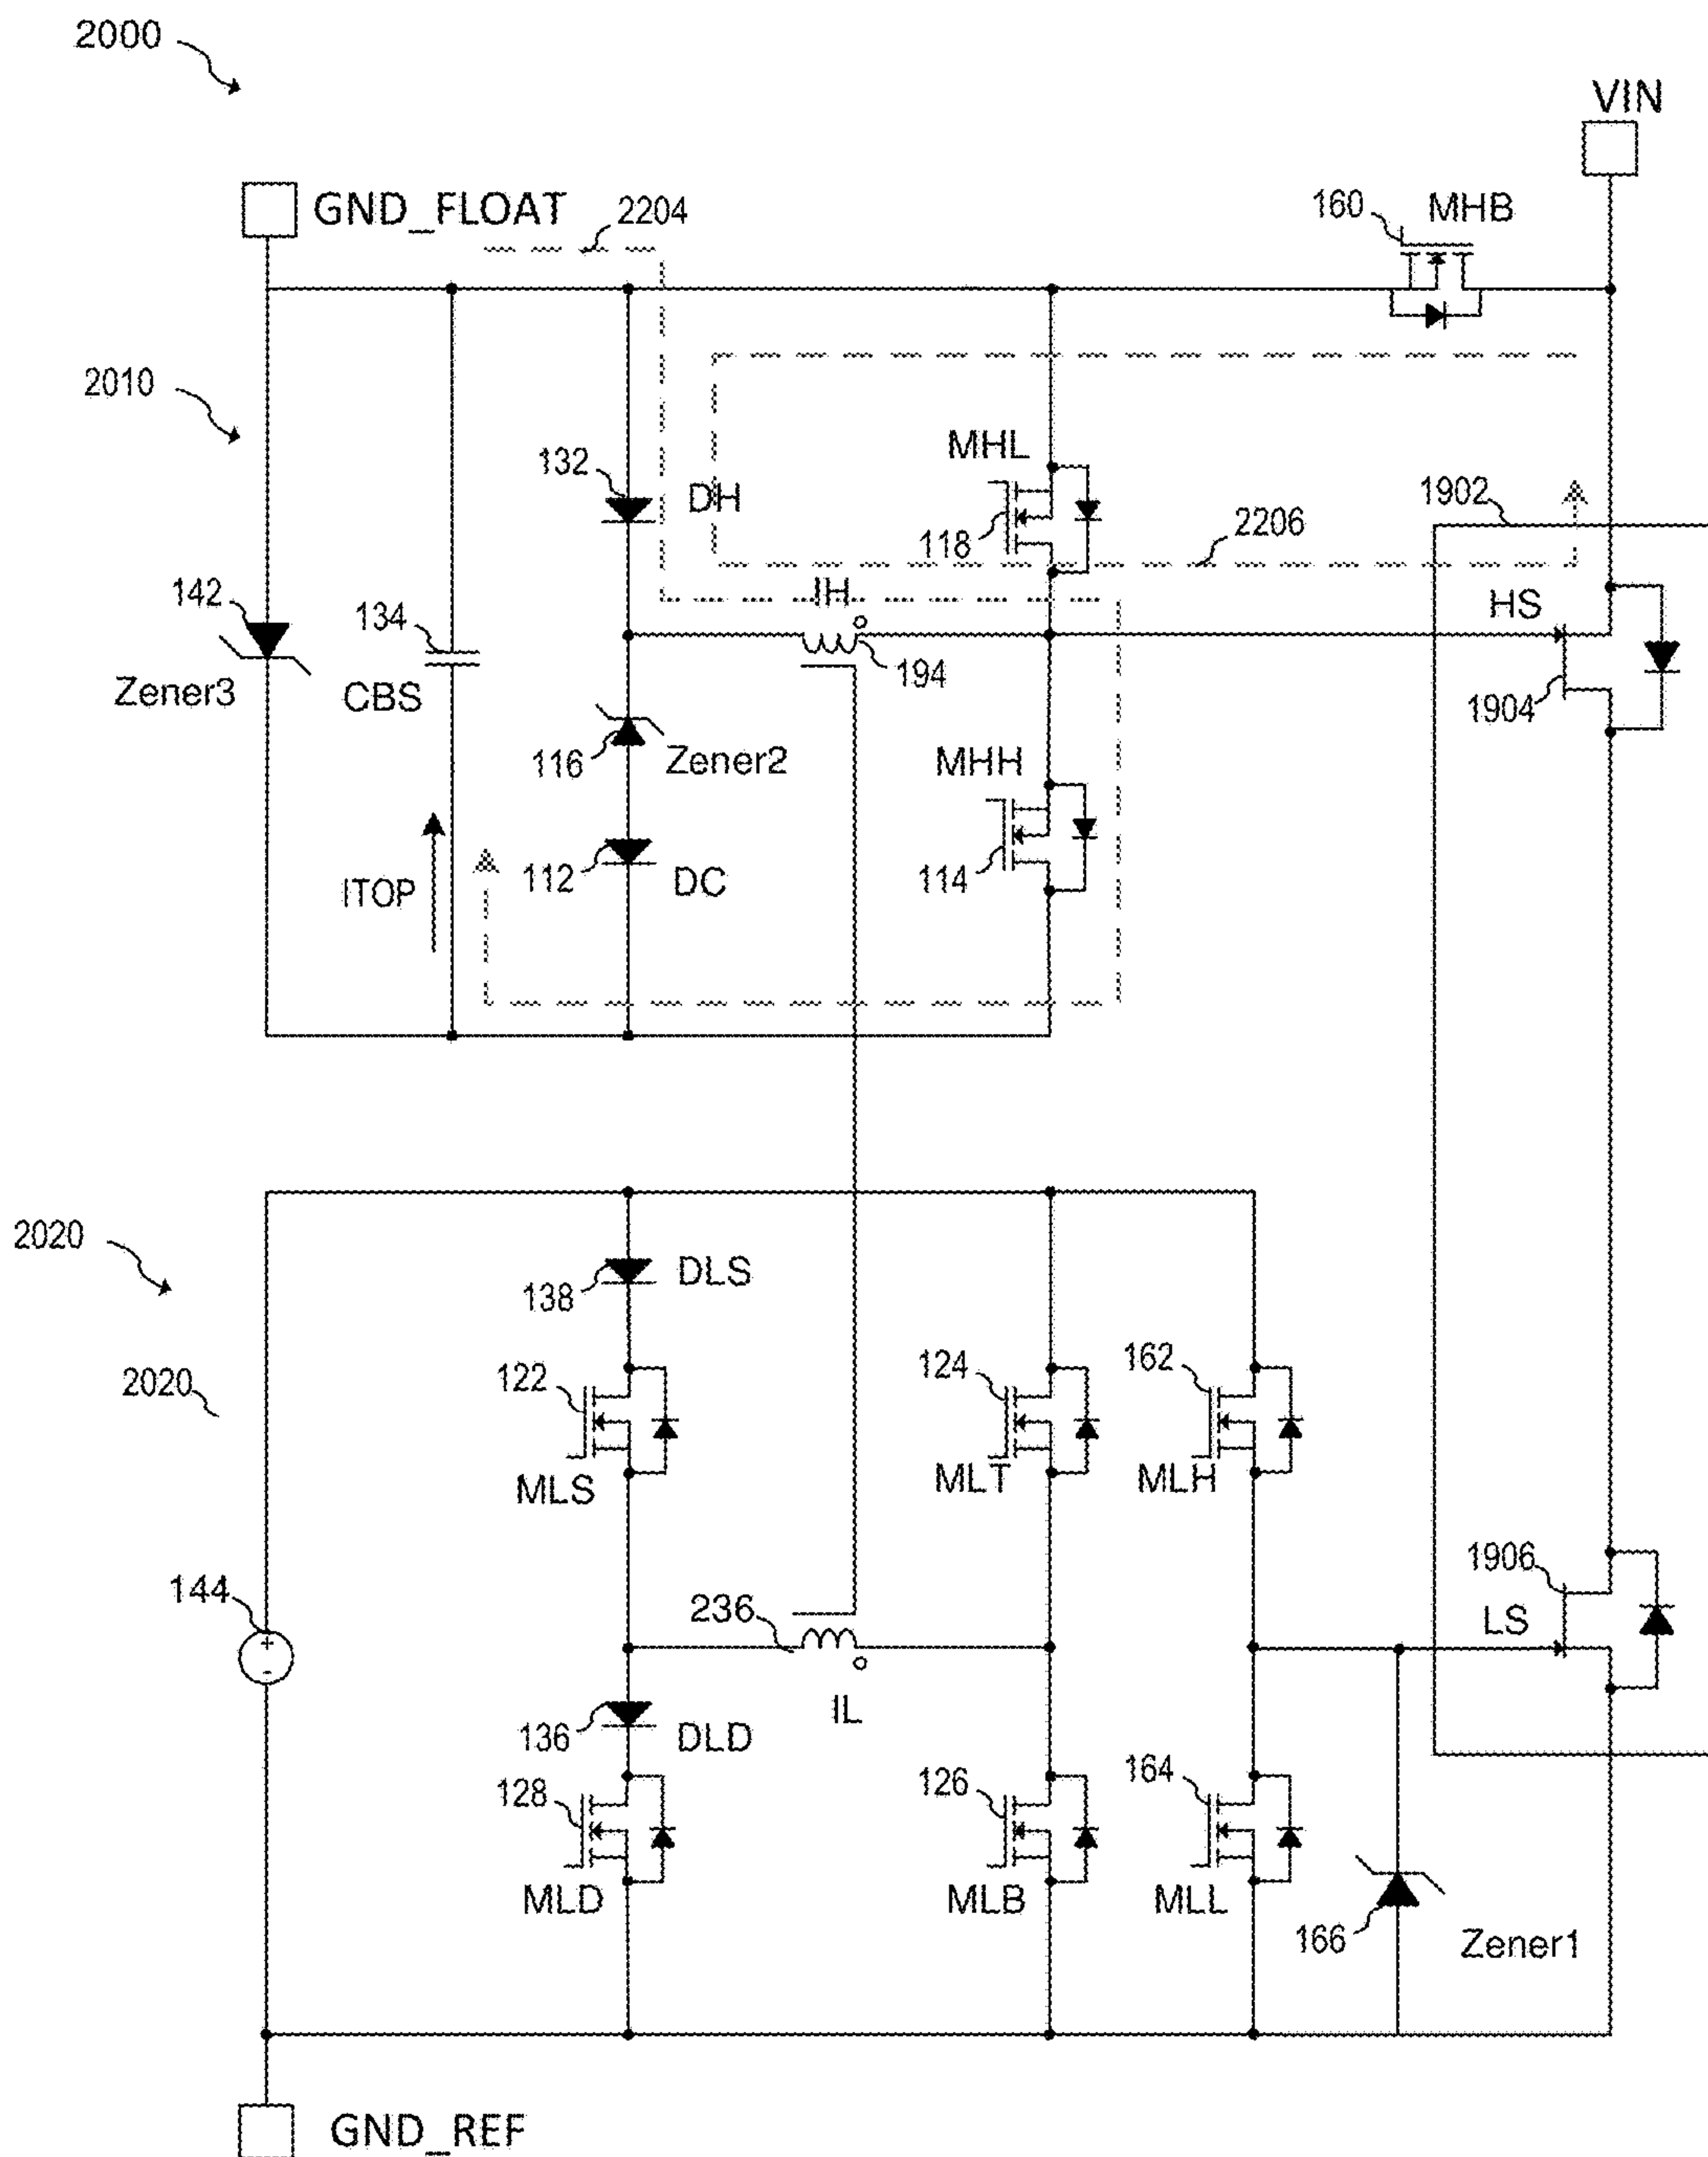 2000
VIN
GND_FLOAT
2204
160
MHB
2010
132
DH
MHL
118
1902
2206
142
134
IH
HS
Zener3
CBS
194
1904
116
Zener2
MHH
ITOP
112
DC
114
2020
138
DLS
2020
122
124
162
MLS
MLT
MLH
144
+
-
236
1906
LS
IL
136
DLD
128
126
164
MLD
MLB
MLL
166
Zener1
GND_REF